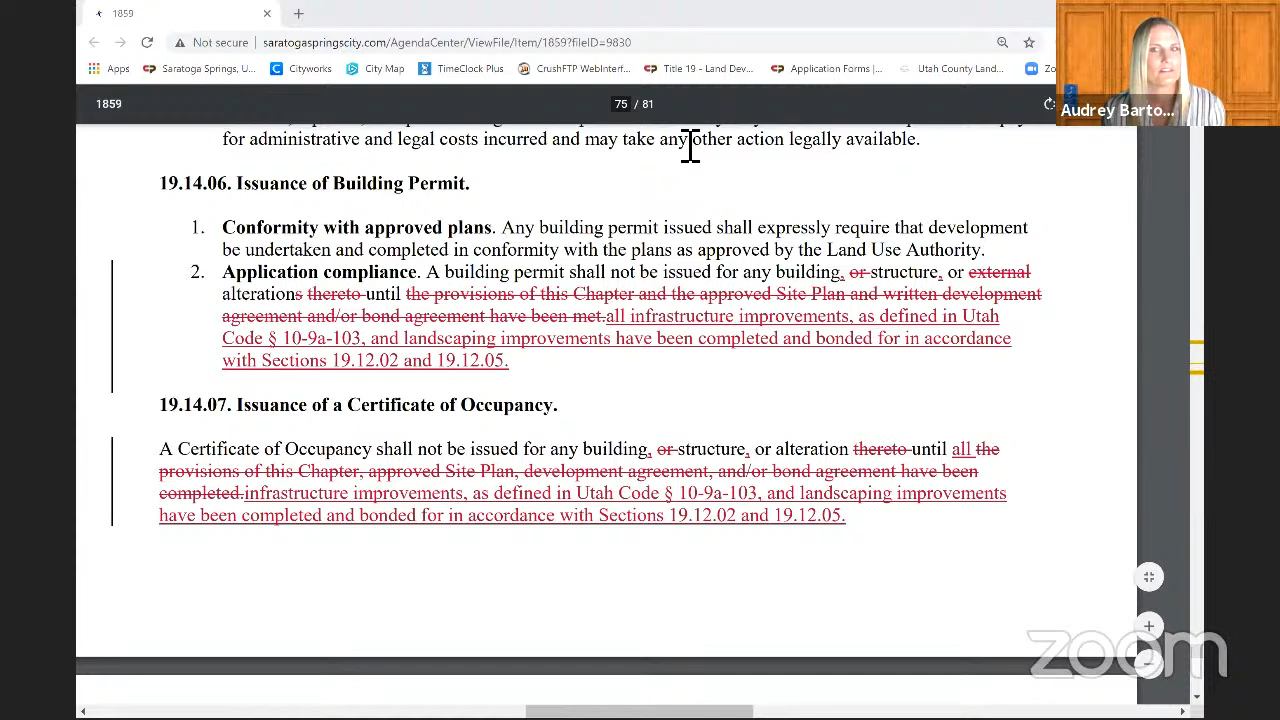 1859
Not secure saratogaspringscity.com/AgendaCenter/ViewFile/Item/1859?fileID=9830
Apps Saratoga Springs, U... Cityworks City Map TimeClock Plus CrushFTP WebInterf... Title 19 – Land Dev... Application Forms |... Utah County Land... Zo
1859 75 / 81
for administrative and legal costs incurred and may take any other action legally available.
19.14.06. Issuance of Building Permit.
1. Conformity with approved plans. Any building permit issued shall expressly require that development
be undertaken and completed in conformity with the plans as approved by the Land Use Authority.
2. Application compliance. A building permit shall not be issued for any building, or structure, or external
alterations thereto until the provisions of this Chapter and the approved Site Plan and written development
agreement and/or bond agreement have been met.all infrastructure improvements, as defined in Utah
Code § 10-9a-103, and landscaping improvements have been completed and bonded for in accordance
with Sections 19.12.02 and 19.12.05.
19.14.07. Issuance of a Certificate of Occupancy.
A Certificate of Occupancy shall not be issued for any building, or structure, or alteration thereto until all the
provisions of this Chapter, approved Site Plan, development agreement, and/or bond agreement have been
completed.infrastructure improvements, as defined in Utah Code § 10-9a-103, and landscaping improvements
have been completed and bonded for in accordance with Sections 19.12.02 and 19.12.05.
Audrey Barto...
zoom